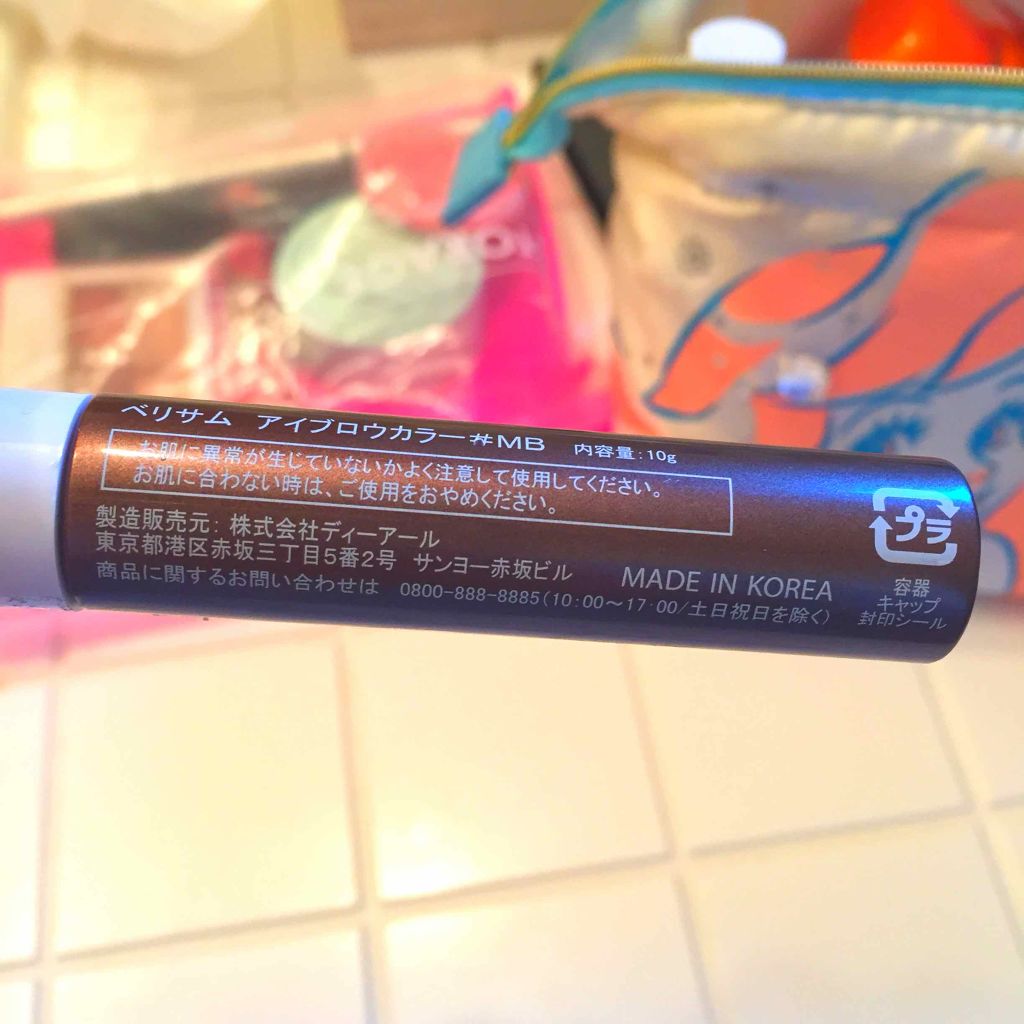 ベリサム アイブロウカラー#MB 内容量:10g
お肌に異常が生じていないかよく注意して使用してください。
お肌に合わない時は、ご使用をおやめください。
製造販売元: 株式会社ディーアール
東京都港区赤坂三丁目5番2号 サンヨー赤坂ビル
商品に関するお問い合わせは 0800-888-8885(10:00~17:00/土日祝日を除く)
MADE IN KOREA
プラ
容器
キャップ
封印シール